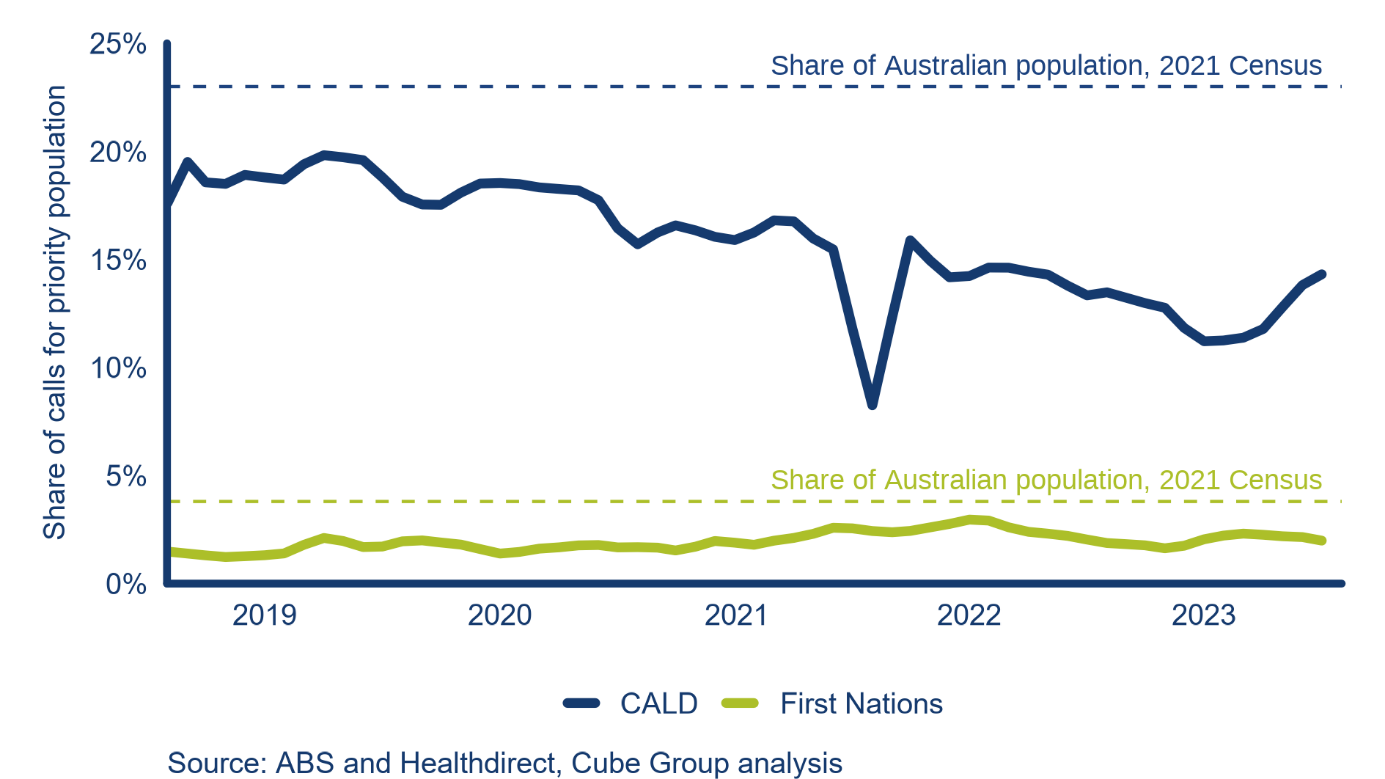 25%
Share of Australian population, 2021 Census
20%
15%
10%
5%
Share of Australian population, 2021 Census
0%
Share of calls for priority population
2019 2020 2021 2022 2023
CALD First Nations
Source: ABS and Healthdirect, Cube Group analysis